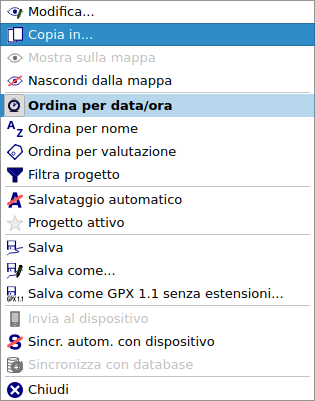 Modifica...
Copia in...
Mostra sulla mappa
Nascondi dalla mappa
Ordina per data/ora
Ordina per nome
Ordina per valutazione
Filtra progetto
Salvataggio automatico
Progetto attivo
Salva
Salva come...
Salva come GPX 1.1 senza estensioni...
Invia al dispositivo
Sincr. autom. con dispositivo
Sincronizza con database
Chiudi